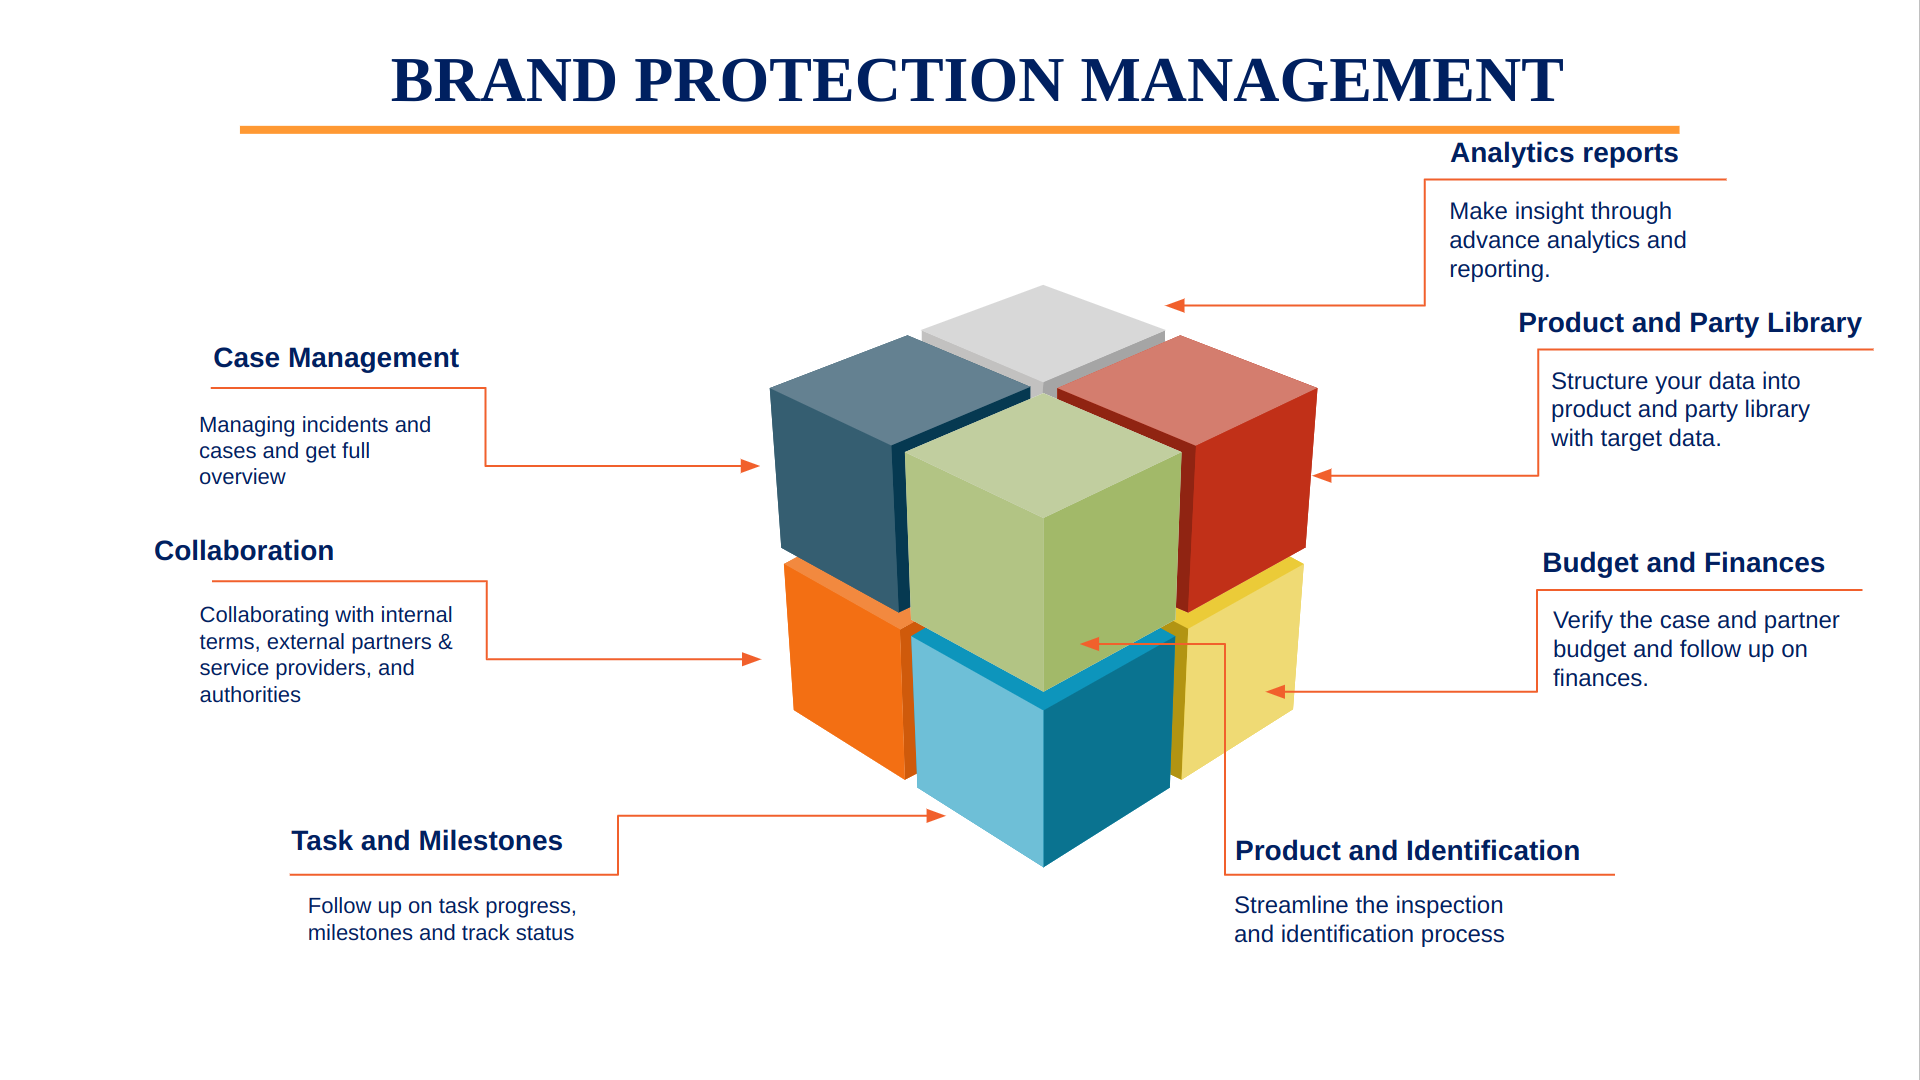 BRAND PROTECTION MANAGEMENT
Analytics reports
Make insight through
advance analytics and
reporting.
Product and Party Library
Structure your data into
product and party library
with target data.
Case Management
Managing incidents and
cases and get full
overview
Collaboration
Collaborating with internal
terms, external partners &
service providers, and
authorities
Budget and Finances
Verify the case and partner
budget and follow up on
finances.
Task and Milestones
Follow up on task progress,
milestones and track status
Product and Identification
Streamline the inspection
and identification process